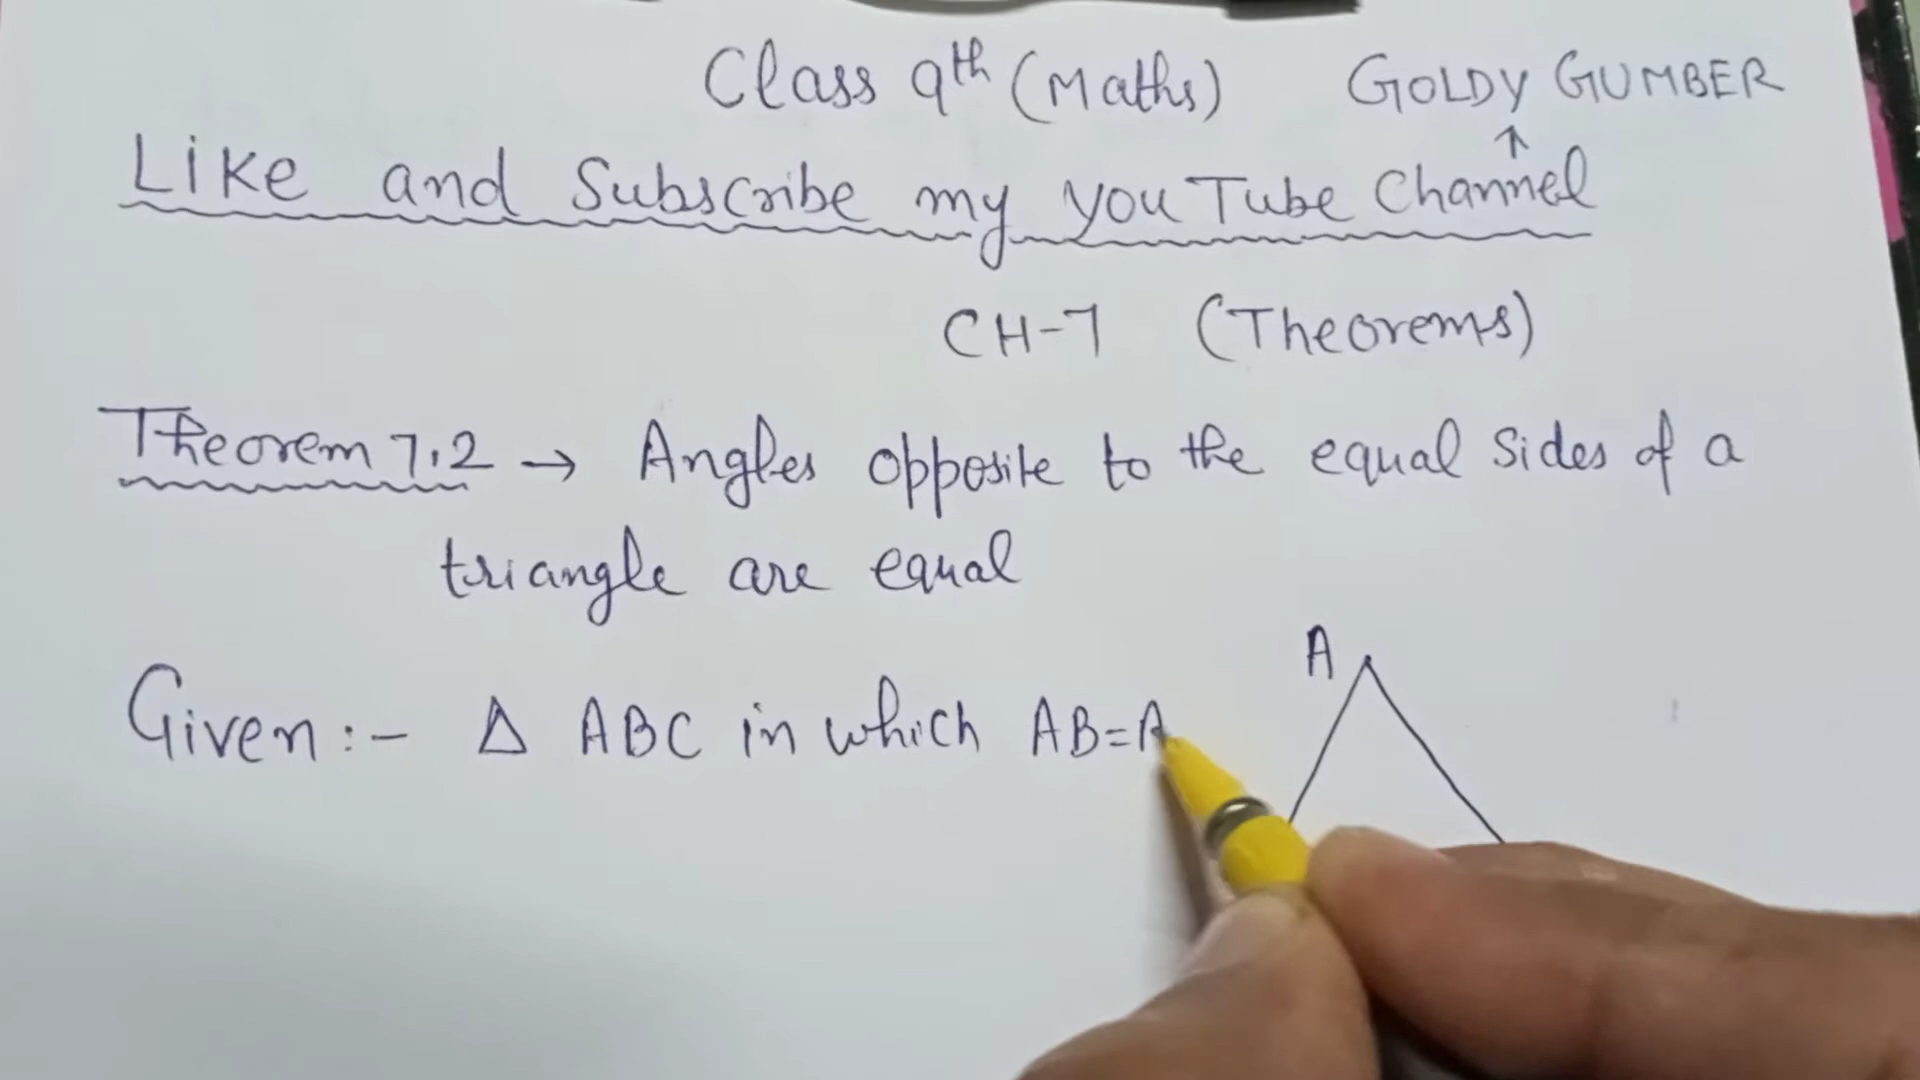 Class 9th (Maths) GOLDY GUMBER
↑
Like and Subscribe my YouTube Channel
CH-7 (Theorems)
Theorem 7.2 → Angles opposite to the equal sides of a
triangle are equal
A
Given:- Δ ABC in which AB=A